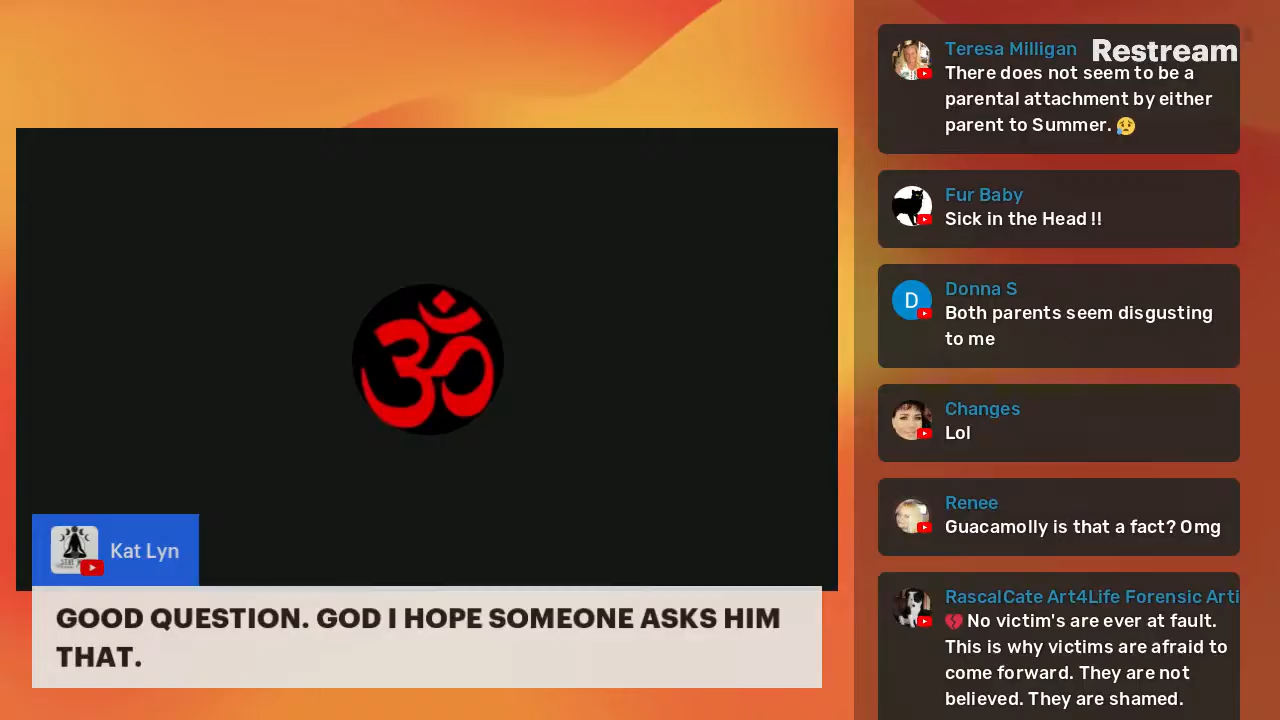 Restream
Teresa Milligan
There does not seem to be a
parental attachment by either
parent to Summer. 😥
Fur Baby
Sick in the Head !!
D
Donna S
Both parents seem disgusting
to me
Changes
Lol
Renee
Guacamolly is that a fact? Omg
RascalCate Art4Life Forensic Arti
💔 No victim's are ever at fault.
This is why victims are afraid to
come forward. They are not
believed. They are shamed.
ॐ
Kat Lyn
GOOD QUESTION. GOD I HOPE SOMEONE ASKS HIM
THAT.